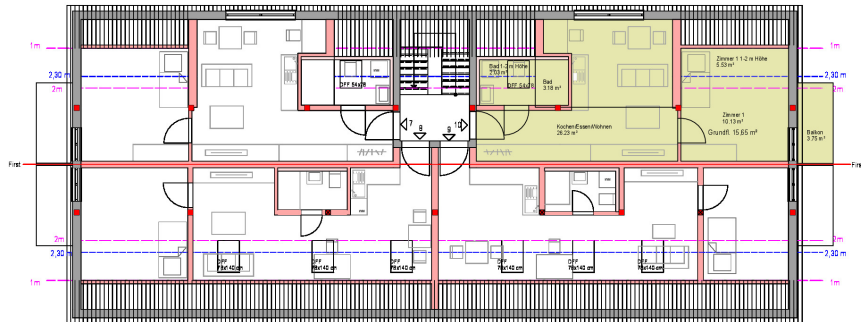 1m
1m
2,30 m
2m
Bad 1-2 m Höhe
2.03 m²
DFF 54x78
DFF 54x78
Bad
3.18 m²
Zimmer 1 1-2 m Höhe
5.53 m²
2,30 m
2m
7
8
9
10
Kochen/Essen/Wohnen
26.23 m²
Zimmer 1
10.13 m²
Grundfl. 15,65 m²
Balkon
3.75 m²
First
First
2m
2m
2,30 m
2,30 m
DFF
78x140 cm
DFF
78x140 cm
DFF
78x140 cm
DFF
78x140 cm
DFF
78x140 cm
DFF
78x140 cm
1m
1m